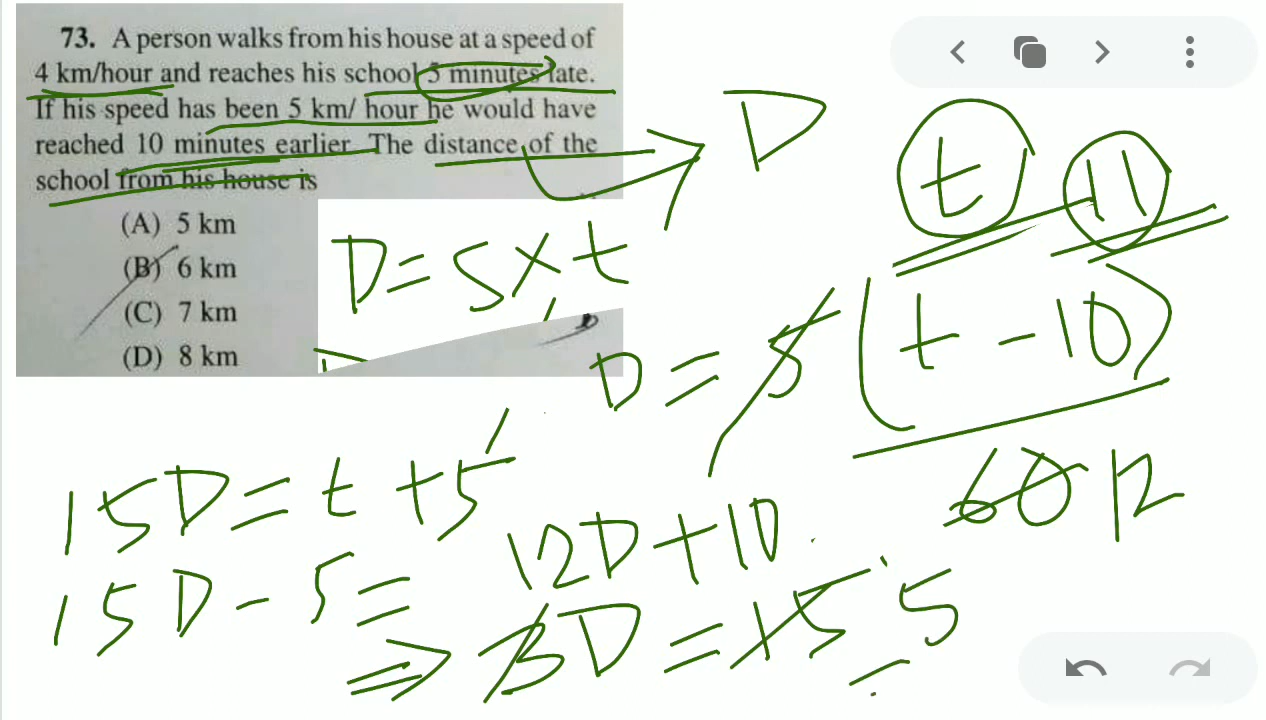 73. A person walks from his house at a speed of
4 km/hour and reaches his school 5 minutes late.
If his speed has been 5 km/ hour he would have
reached 10 minutes earlier. The distance of the
school from his house is
(A) 5 km
(B) 6 km
(C) 7 km
(D) 8 km
D
t 11
D = S × t
D = 5 (t - 10)
60 12
15D = t + 5
12D + 10
15D - 5 =
⇒ 3D = 15 5